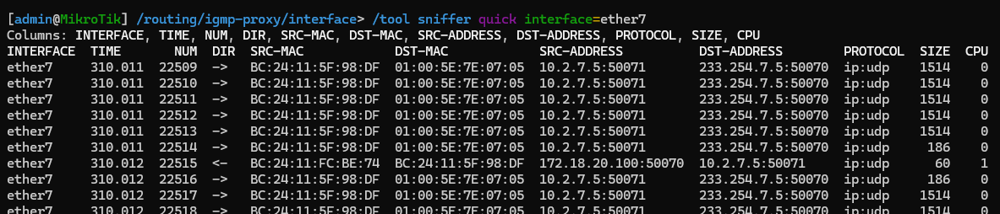 [admin@MikroTik] /routing/igmp-proxy/interface> /tool sniffer quick interface=ether7
Columns: INTERFACE, TIME, NUM, DIR, SRC-MAC, DST-MAC, SRC-ADDRESS, DST-ADDRESS, PROTOCOL, SIZE, CPU
INTERFACE  TIME     NUM    DIR  SRC-MAC            DST-MAC            SRC-ADDRESS          DST-ADDRESS        PROTOCOL  SIZE  CPU
ether7     310.011  22509  ->   BC:24:11:5F:98:DF  01:00:5E:7E:07:05  10.2.7.5:50071       233.254.7.5:50070  ip:udp    1514    0
ether7     310.011  22510  ->   BC:24:11:5F:98:DF  01:00:5E:7E:07:05  10.2.7.5:50071       233.254.7.5:50070  ip:udp    1514    0
ether7     310.011  22511  ->   BC:24:11:5F:98:DF  01:00:5E:7E:07:05  10.2.7.5:50071       233.254.7.5:50070  ip:udp    1514    0
ether7     310.011  22512  ->   BC:24:11:5F:98:DF  01:00:5E:7E:07:05  10.2.7.5:50071       233.254.7.5:50070  ip:udp    1514    0
ether7     310.011  22513  ->   BC:24:11:5F:98:DF  01:00:5E:7E:07:05  10.2.7.5:50071       233.254.7.5:50070  ip:udp    1514    0
ether7     310.011  22514  ->   BC:24:11:5F:98:DF  01:00:5E:7E:07:05  10.2.7.5:50071       233.254.7.5:50070  ip:udp     186    0
ether7     310.012  22515  <-   BC:24:11:FC:BE:74  BC:24:11:5F:98:DF  172.18.20.100:50070  10.2.7.5:50071     ip:udp      60    1
ether7     310.012  22516  ->   BC:24:11:5F:98:DF  01:00:5E:7E:07:05  10.2.7.5:50071       233.254.7.5:50070  ip:udp     186    0
ether7     310.012  22517  ->   BC:24:11:5F:98:DF  01:00:5E:7E:07:05  10.2.7.5:50071       233.254.7.5:50070  ip:udp    1514    0
ether7     310.012  22518  ->   BC:24:11:5F:98:DF  01:00:5E:7E:07:05  10.2.7.5:50071       233.254.7.5:50070  ip:udp    1514    0